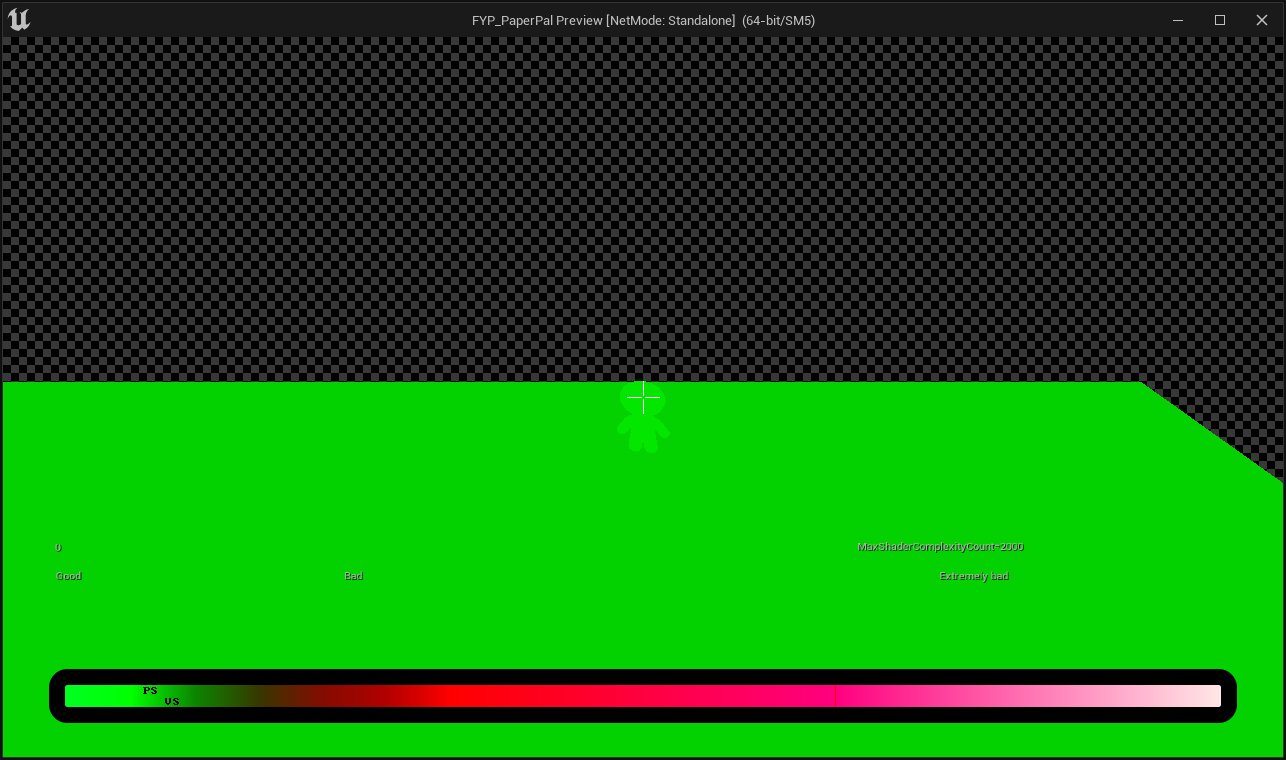 FYP_PaperPal Preview [NetMode: Standalone] (64-bit/SM5)
0
MaxShaderComplexityCount=2000
Good
Bad
Extremely bad
PS
VS